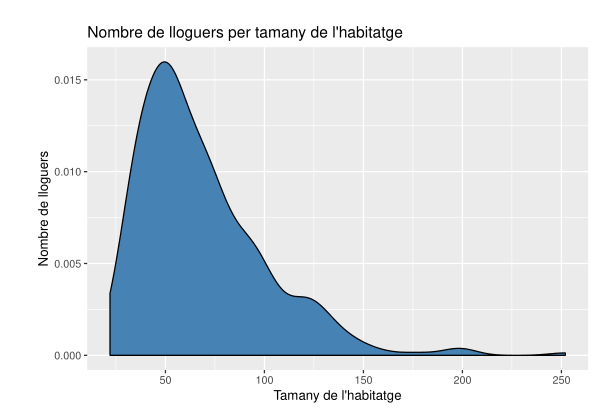 Nombre de lloguers per tamany de l'habitatge
Nombre de lloguers
0.015
0.010
0.005
0.000
50 100 150 200 250
Tamany de l'habitatge